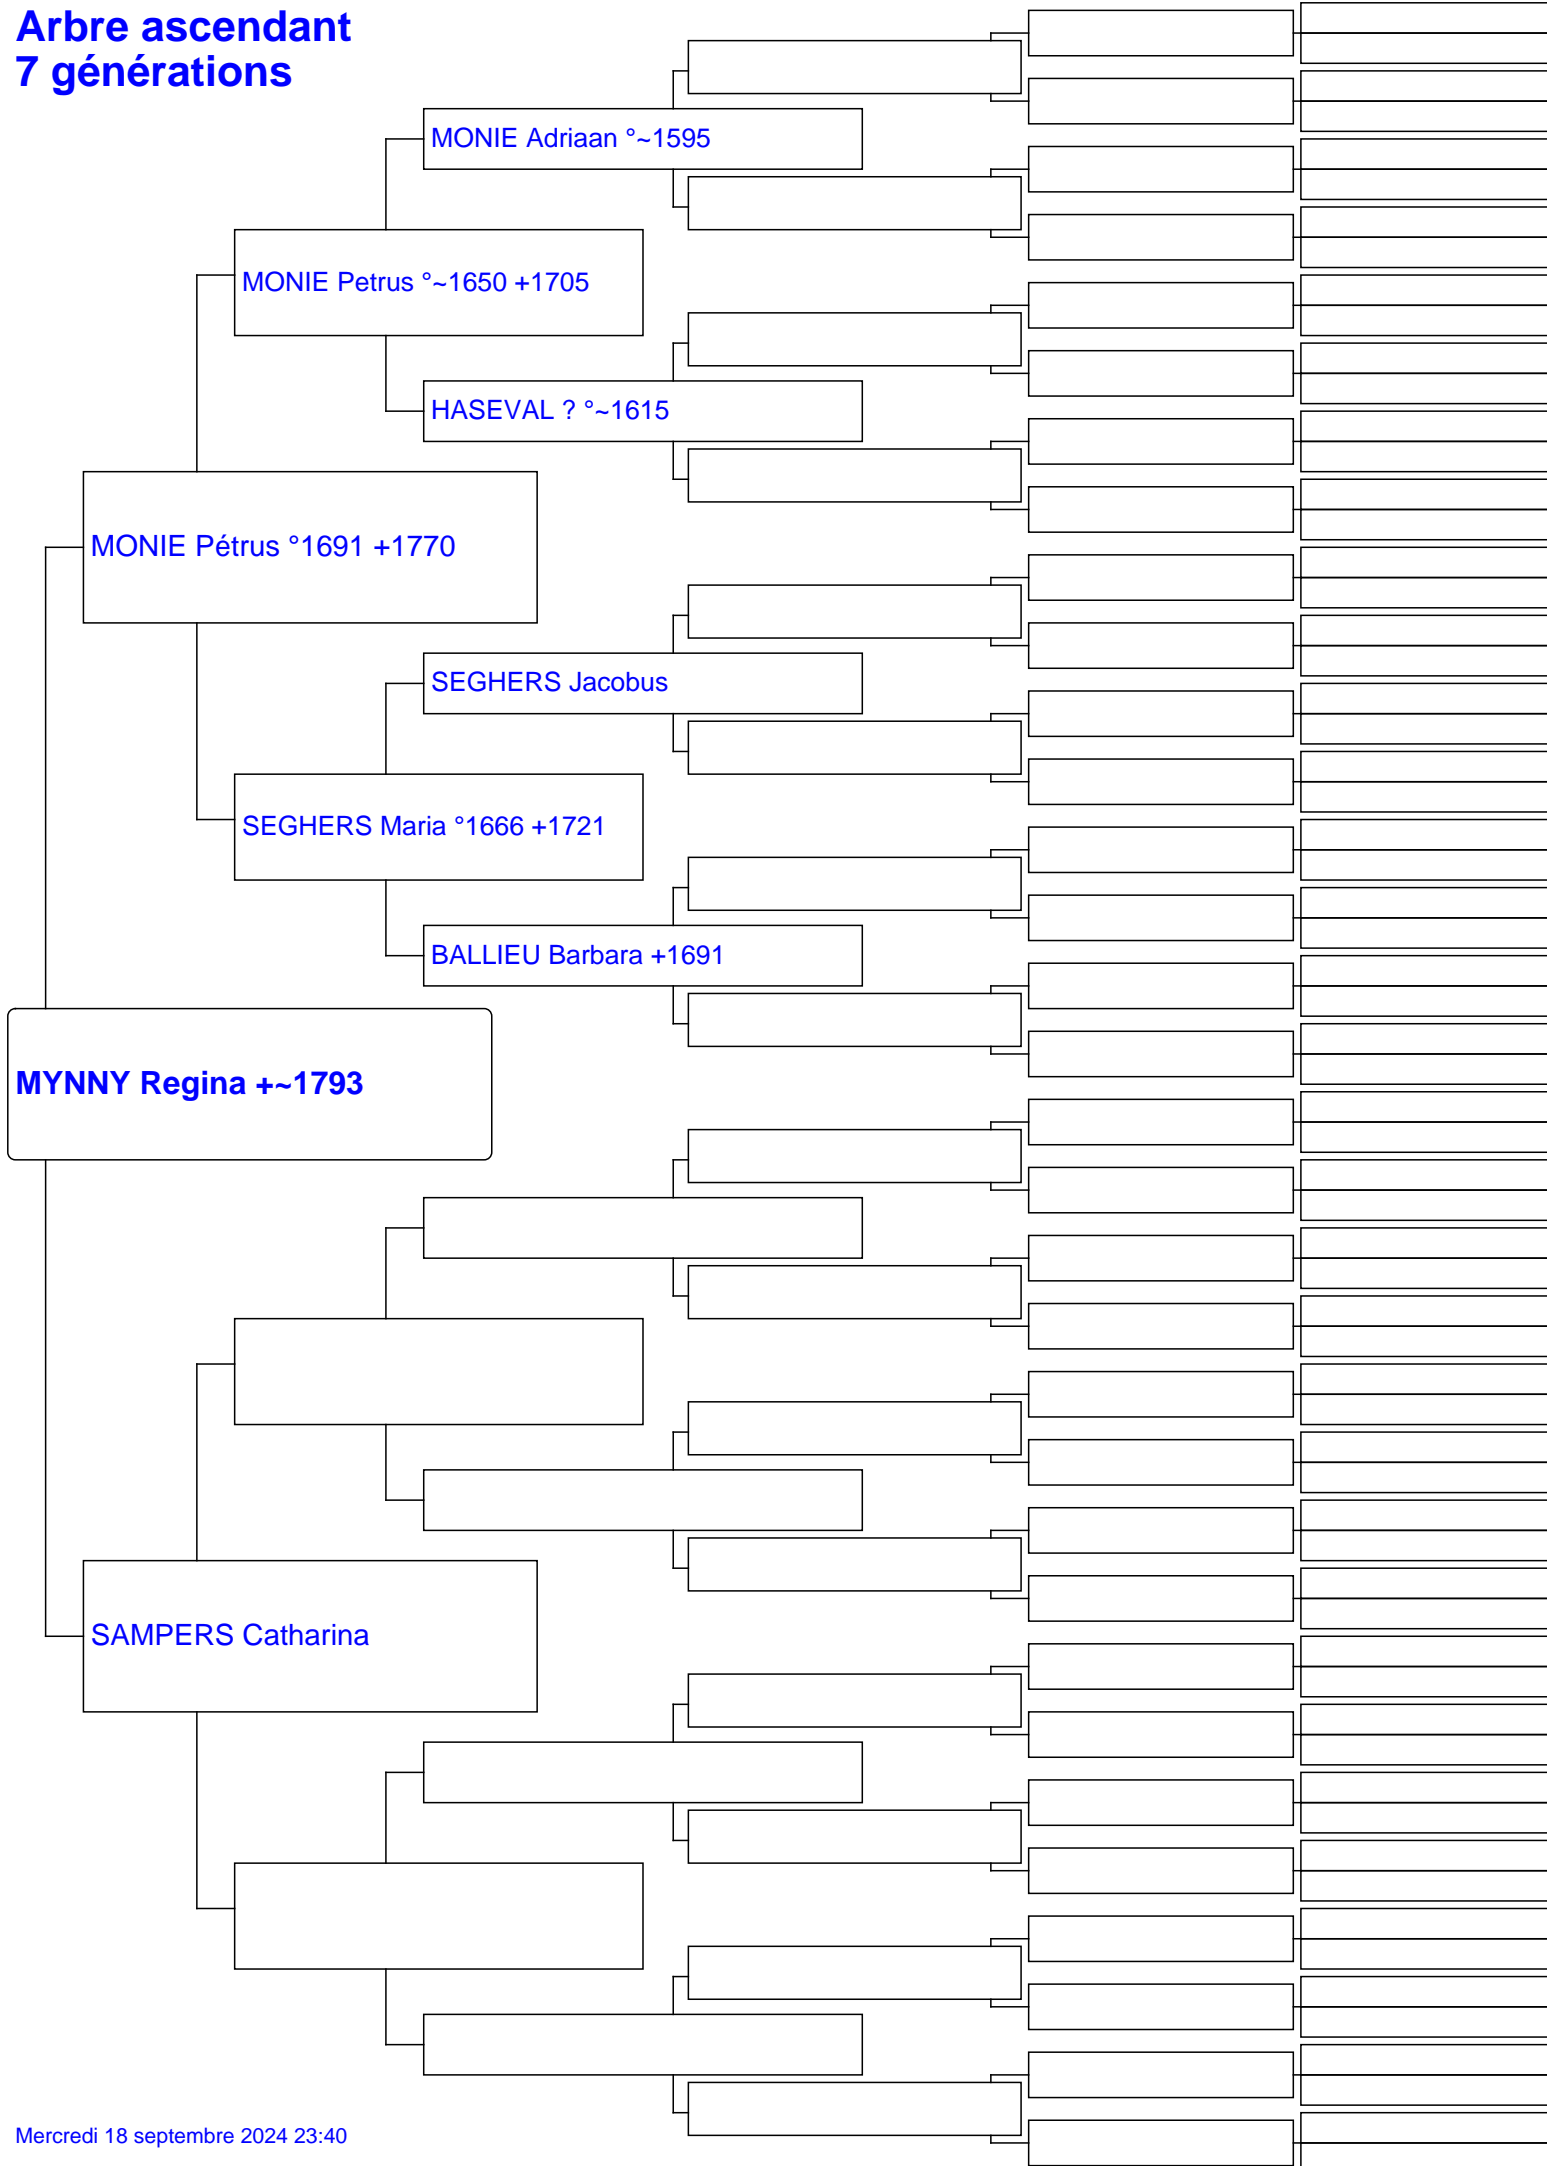 Arbre ascendant
7 générations
MONIE Adriaan °~1595
MONIE Petrus °~1650 +1705
HASEVAL ? °~1615
MONIE Pétrus °1691 +1770
SEGHERS Jacobus
SEGHERS Maria °1666 +1721
BALLIEU Barbara +1691
MYNNY Regina +~1793
SAMPERS Catharina
Mercredi 18 septembre 2024 23:40